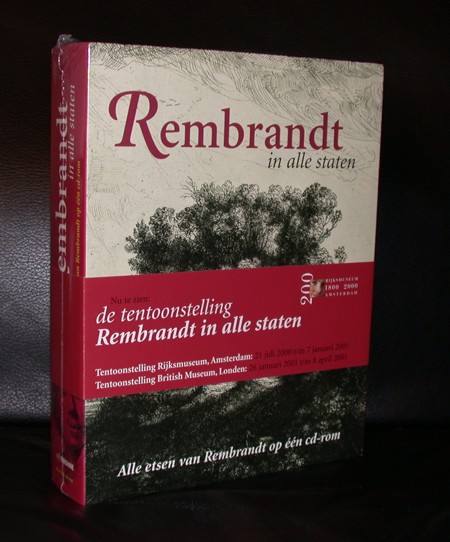 Rembrandt
in alle staten
Nu te zien:
de tentoonstelling
Rembrandt in alle staten
200
RIJKSMUSEUM
1800 2000
AMSTERDAM
Tentoonstelling Rijksmuseum, Amsterdam: 21 juli 2000 t/m 7 januari 2001
Tentoonstelling British Museum, Londen: 26 januari 2001 t/m 8 april 2001
Alle etsen van Rembrandt op één cd-rom
embrandt
in alle staten
van Rembrandt op één cd-rom